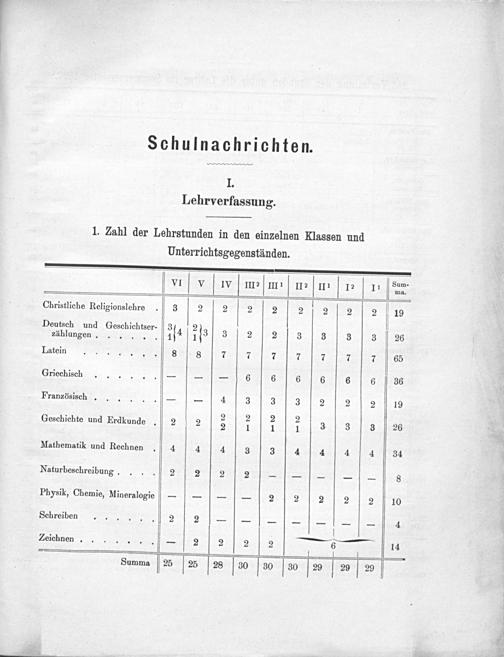 Schulnachrichten.
I.
Lehrverfassung.
1. Zahl der Lehrstunden in den einzelnen Klassen und
Unterrichtsgegenständen.
VI V IV III² III¹ II² II¹ I² I¹ Sum-
ma.
Christliche Religionslehre . 3 2 2 2 2 2 2 2 2 19
Deutsch und Geschichtser- 3 2
zählungen . . . . . . 1}4 1}3 3 2 2 3 3 3 3 26
Latein . . . . . . . 8 8 7 7 7 7 7 7 7 65
Griechisch . . . . . . — — — 6 6 6 6 6 6 36
Französisch . . . . . . — — 4 3 3 3 2 2 2 19
2 2 2 2
Geschichte und Erdkunde . 2 2 2 1 1 1 3 3 3 26
Mathematik und Rechnen . 4 4 4 3 3 4 4 4 4 34
Naturbeschreibung . . . . 2 2 2 2 — — — — — 8
Physik, Chemie, Mineralogie — — — — 2 2 2 2 2 10
Schreiben . . . . . . 2 2 — — — — — — — 4
Zeichnen . . . . . . . — 2 2 2 2 6 14
Summa 25 25 28 30 30 30 29 29 29